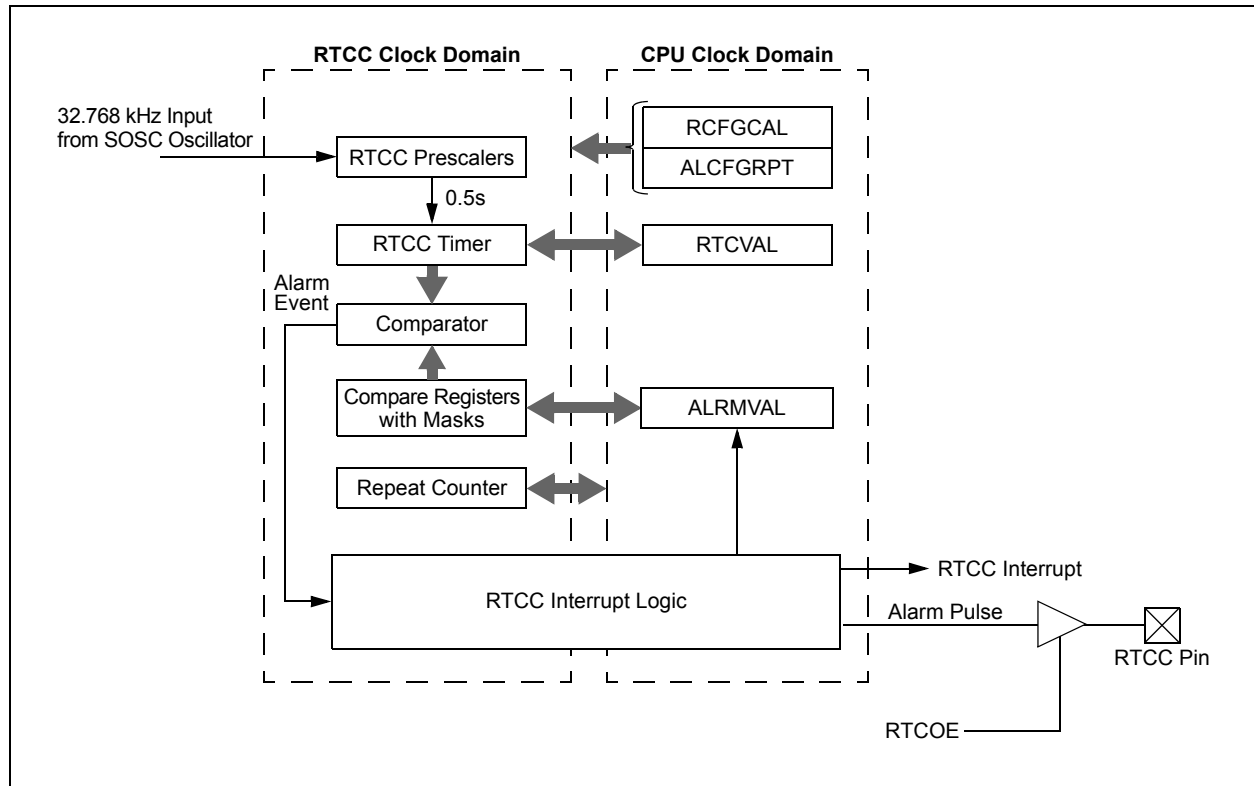 RTCC Clock Domain
CPU Clock Domain
32.768 kHz Input
from SOSC Oscillator
RTCC Prescalers
0.5s
RTCC Timer
Alarm
Event
Comparator
Compare Registers
with Masks
Repeat Counter
RCFGCAL
ALCFGRPT
RTCVAL
ALRMVAL
RTCC Interrupt Logic
RTCC Interrupt
Alarm Pulse
RTCC Pin
RTCOE